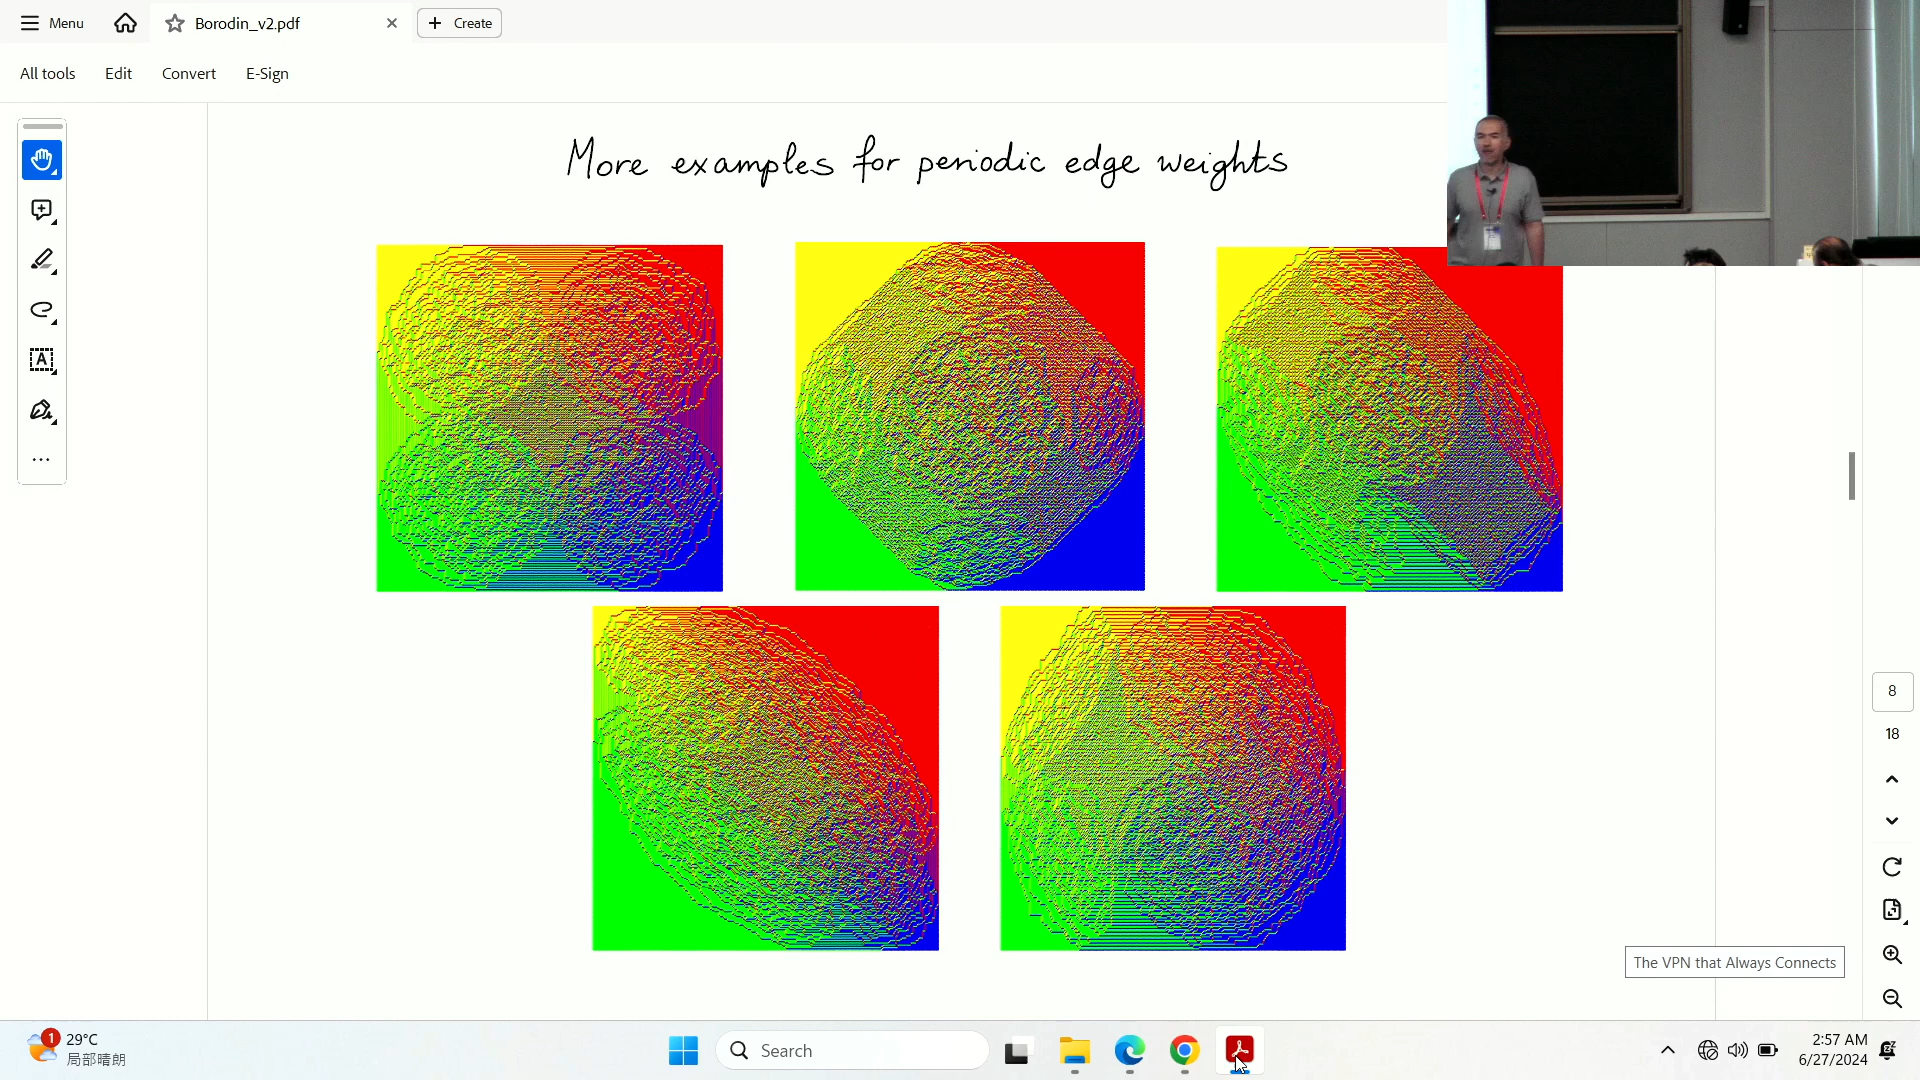 Menu
Borodin_v2.pdf
Create
All tools
Edit
Convert
E-Sign
More examples for periodic edge weights
8
18
The VPN that Always Connects
1
29°C
局部晴朗
Search
2:57 AM
6/27/2024